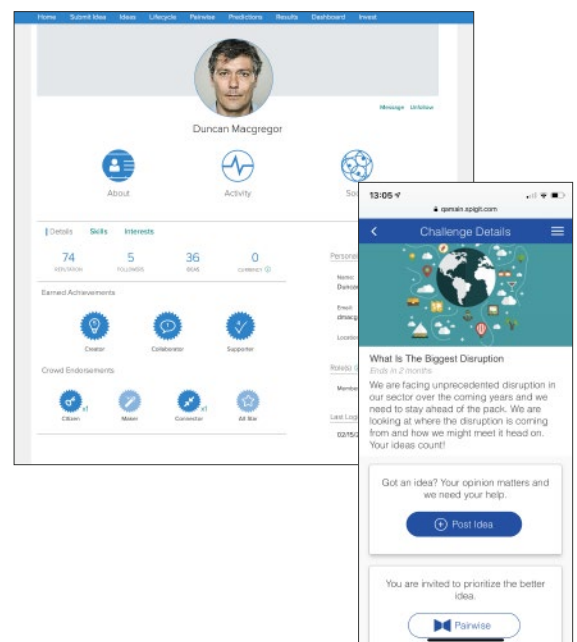 Home Submit Idea Ideas Lifecycle Pairwise Predictions Results Dashboard Invest
Message Unfollow
Duncan Macgregor
About Activity
Details Skills Interests
74 5 36 0
REPUTATION FOLLOWERS IDEAS CURRENCY
Earned Achievements
Creator Collaborator Supporter
Crowd Endorsements
x1 x1
Citizen Maker Connector All Star
Name:
Email:
13:05
qamain.spigit.com
Challenge Details
What Is The Biggest Disruption
Ends in 2 months
We are facing unprecedented disruption in
our sector over the coming years and we
need to stay ahead of the pack. We are
looking at where the disruption is coming
from and how we might meet it head on.
Your ideas count!
Got an idea? Your opinion matters and
we need your help.
Post Idea
You are invited to prioritize the better
idea.
Pairwise